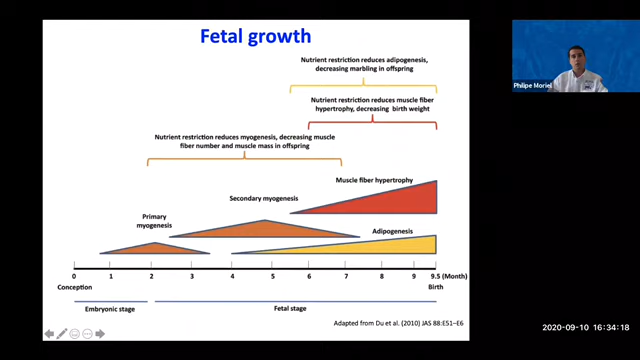 Fetal growth
Philipe Moriel
Nutrient restriction reduces adipogenesis,
decreasing marbling in offspring
Nutrient restriction reduces muscle fiber
hypertrophy, decreasing birth weight
Nutrient restriction reduces myogenesis, decreasing muscle
fiber number and muscle mass in offspring
Muscle fiber hypertrophy
Secondary myogenesis
Primary
myogenesis
Adipogenesis
0 1 2 3 4 5 6 7 8 9 9.5 (Month)
Conception Birth
Embryonic stage Fetal stage
Adapted from Du et al. (2010) JAS 88:E51–E6
2020-09-10 16:34:18